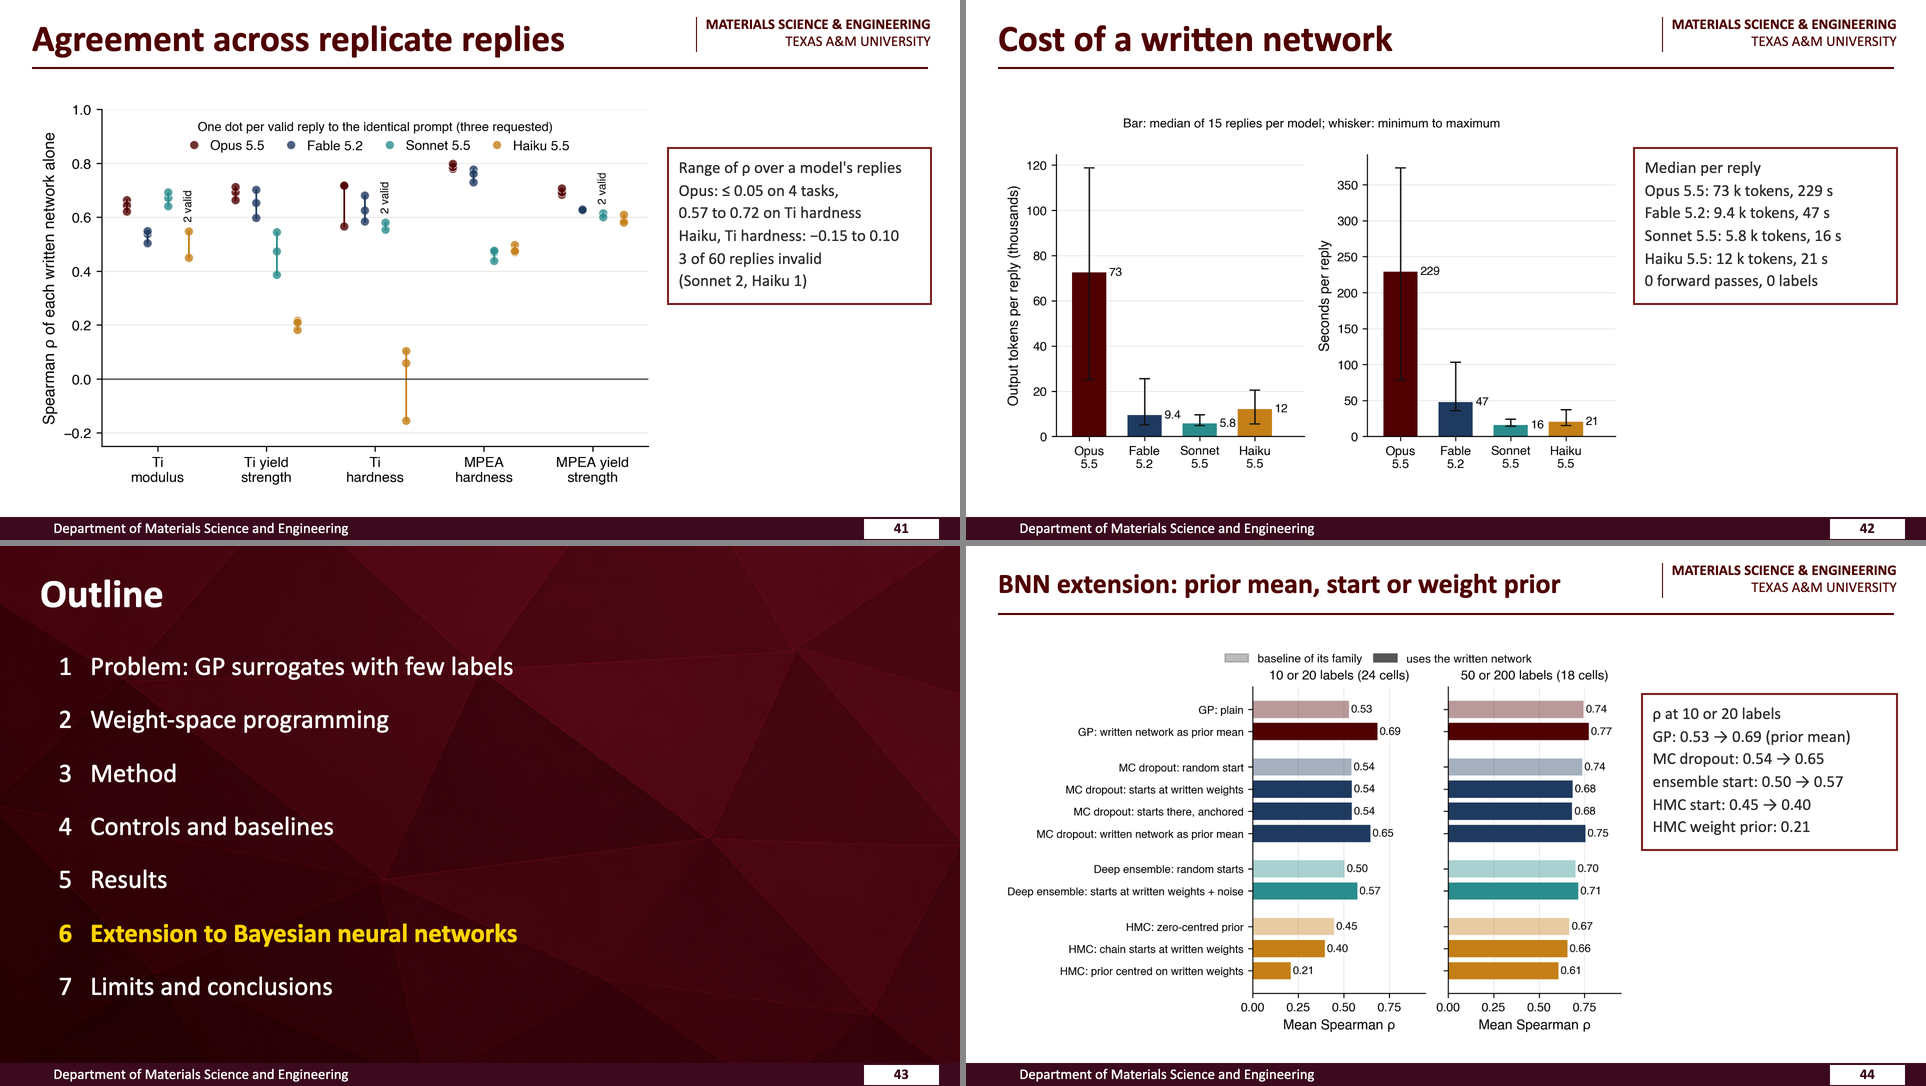 Agreement across replicate replies
MATERIALS SCIENCE & ENGINEERING
TEXAS A&M UNIVERSITY
One dot per valid reply to the identical prompt (three requested)
Opus 5.5 Fable 5.2 Sonnet 5.5 Haiku 5.5
Spearman ρ of each written network alone
1.0
0.8
0.6
0.4
0.2
0.0
−0.2
2 valid
2 valid
2 valid
Ti modulus
Ti yield strength
Ti hardness
MPEA hardness
MPEA yield strength
Range of ρ over a model's replies
Opus: ≤ 0.05 on 4 tasks,
0.57 to 0.72 on Ti hardness
Haiku, Ti hardness: −0.15 to 0.10
3 of 60 replies invalid
(Sonnet 2, Haiku 1)
Department of Materials Science and Engineering
41
Cost of a written network
MATERIALS SCIENCE & ENGINEERING
TEXAS A&M UNIVERSITY
Bar: median of 15 replies per model; whisker: minimum to maximum
Output tokens per reply (thousands)
120
100
80
60
40
20
0
73
9.4
5.8
12
Opus 5.5
Fable 5.2
Sonnet 5.5
Haiku 5.5
Seconds per reply
350
300
250
200
150
100
50
0
229
47
16
21
Opus 5.5
Fable 5.2
Sonnet 5.5
Haiku 5.5
Median per reply
Opus 5.5: 73 k tokens, 229 s
Fable 5.2: 9.4 k tokens, 47 s
Sonnet 5.5: 5.8 k tokens, 16 s
Haiku 5.5: 12 k tokens, 21 s
0 forward passes, 0 labels
Department of Materials Science and Engineering
42
Outline
1 Problem: GP surrogates with few labels
2 Weight-space programming
3 Method
4 Controls and baselines
5 Results
6 Extension to Bayesian neural networks
7 Limits and conclusions
Department of Materials Science and Engineering
43
BNN extension: prior mean, start or weight prior
MATERIALS SCIENCE & ENGINEERING
TEXAS A&M UNIVERSITY
baseline of its family uses the written network
10 or 20 labels (24 cells) 50 or 200 labels (18 cells)
GP: plain 0.53 0.74
GP: written network as prior mean 0.69 0.77
MC dropout: random start 0.54 0.74
MC dropout: starts at written weights 0.54 0.68
MC dropout: starts there, anchored 0.54 0.68
MC dropout: written network as prior mean 0.65 0.75
Deep ensemble: random starts 0.50 0.70
Deep ensemble: starts at written weights + noise 0.57 0.71
HMC: zero-centred prior 0.45 0.67
HMC: chain starts at written weights 0.40 0.66
HMC: prior centred on written weights 0.21 0.61
0.00 0.25 0.50 0.75 0.00 0.25 0.50 0.75
Mean Spearman ρ Mean Spearman ρ
ρ at 10 or 20 labels
GP: 0.53 → 0.69 (prior mean)
MC dropout: 0.54 → 0.65
ensemble start: 0.50 → 0.57
HMC start: 0.45 → 0.40
HMC weight prior: 0.21
Department of Materials Science and Engineering
44